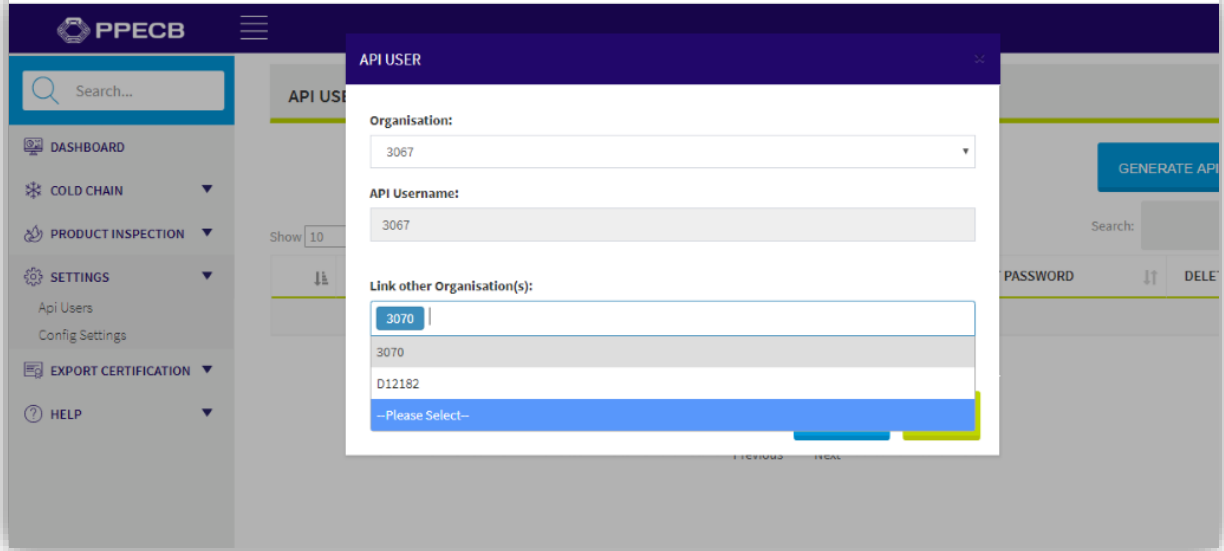 PPECB
Search...
DASHBOARD
COLD CHAIN
PRODUCT INSPECTION
SETTINGS
Api Users
Config Settings
EXPORT CERTIFICATION
HELP
API USE
GENERATE API
Show 10
Search:
PASSWORD
DELET
API USER
Organisation:
3067
API Username:
3067
Link other Organisation(s):
3070
3070
D12182
--Please Select--
Previous Next